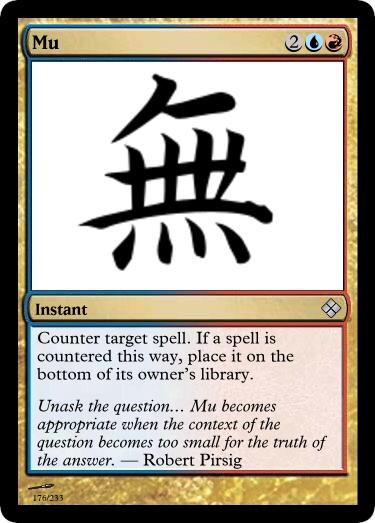 Mu
2
無
Instant
Counter target spell. If a spell is
countered this way, place it on the
bottom of its owner's library.
Unask the question… Mu becomes
appropriate when the context of the
question becomes too small for the truth of
the answer. — Robert Pirsig
176/233